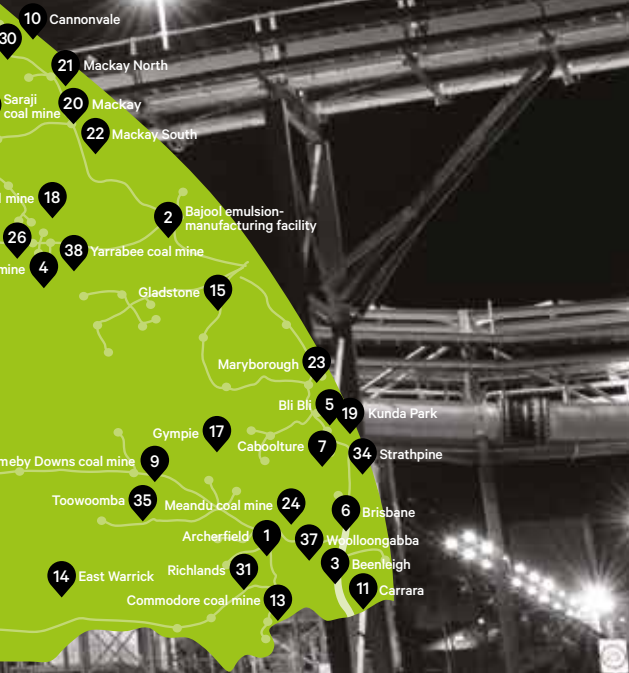 10 Cannonvale
30
21 Mackay North
Saraji
coal mine
20 Mackay
22 Mackay South
mine 18
2 Bajool emulsion-
manufacturing facility
26
38 Yarrabee coal mine
mine 4
Gladstone 15
Maryborough 23
Bli Bli 5
19 Kunda Park
Gympie 17
Caboolture 7
34 Strathpine
meby Downs coal mine 9
Toowoomba 35
Meandu coal mine 24
6 Brisbane
Archerfield 1
37 Woolloongabba
3 Beenleigh
14 East Warrick
Richlands 31
11 Carrara
Commodore coal mine 13